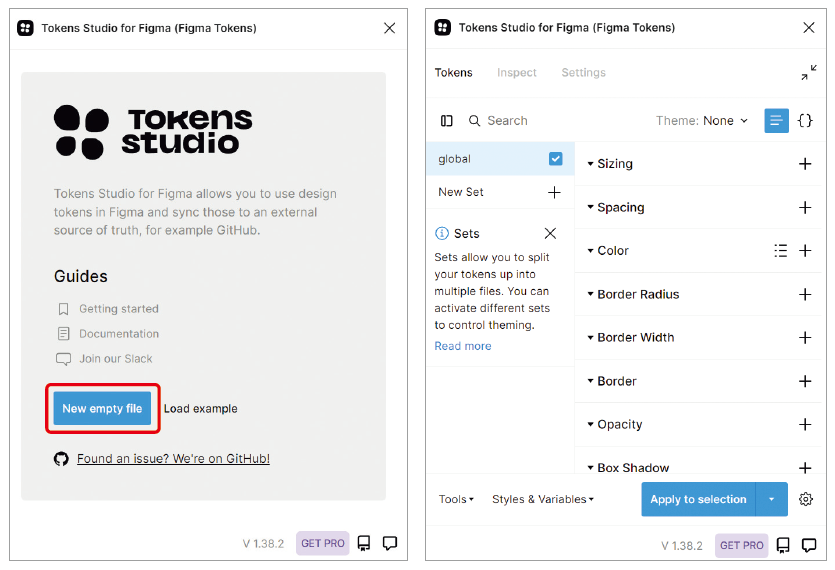 Tokens Studio for Figma (Figma Tokens)
Tokens studio
Tokens Studio for Figma allows you to use design
tokens in Figma and sync those to an external
source of truth, for example GitHub.
Guides
Getting started
Documentation
Join our Slack
New empty file Load example
Found an issue? We're on GitHub!
V 1.38.2 GET PRO
Tokens Studio for Figma (Figma Tokens)
Tokens Inspect Settings
Search Theme: None
global
New Set
Sets
Sets allow you to split
your tokens up into
multiple files. You can
activate different sets
to control theming.
Read more
Sizing
Spacing
Color
Border Radius
Border Width
Border
Opacity
Box Shadow
Tools Styles & Variables Apply to selection
V 1.38.2 GET PRO